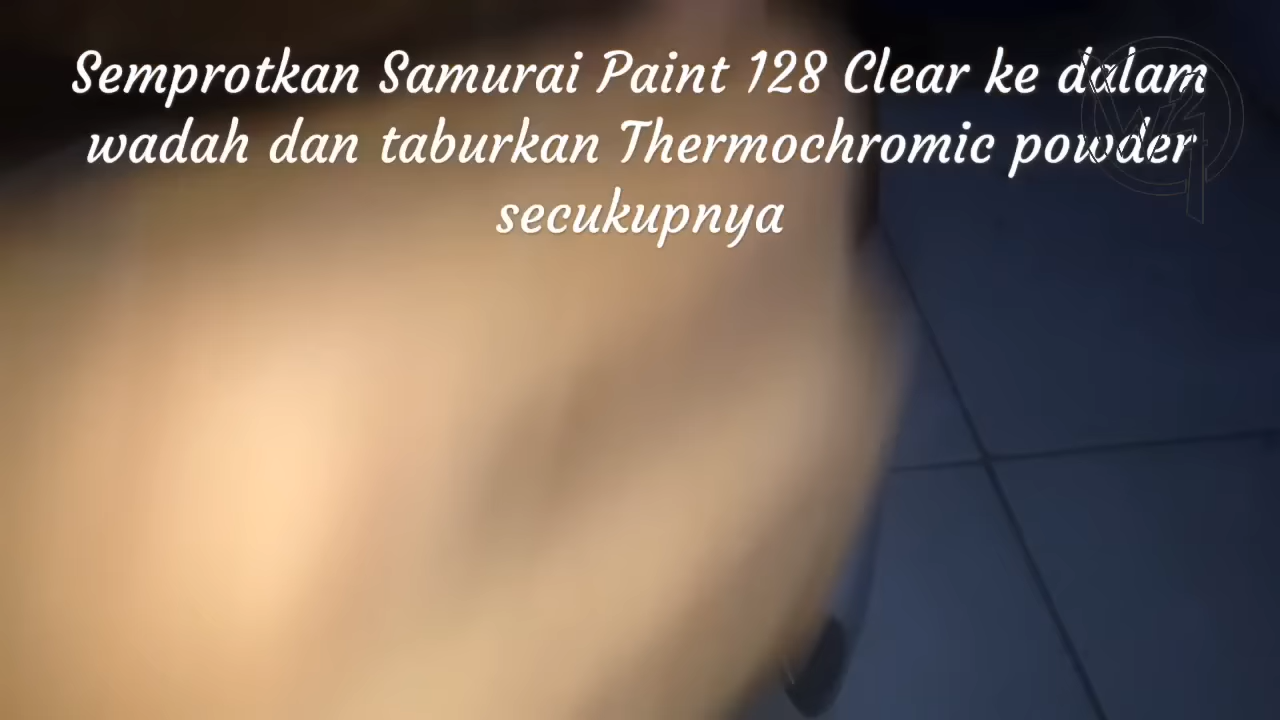 Semprotkan Samurai Paint 128 Clear ke dalam
wadah dan taburkan Thermochromic powder
secukupnya